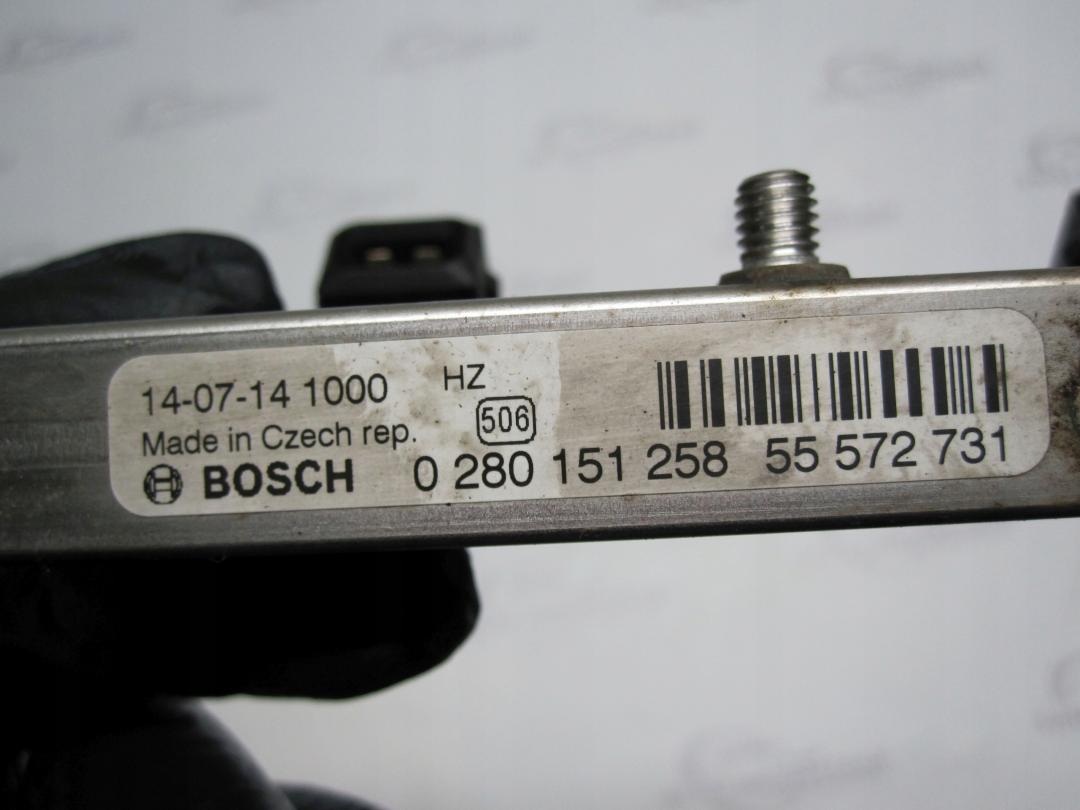 14-07-14 1000 HZ
Made in Czech rep. 506
BOSCH 0 280 151 258 55 572 731